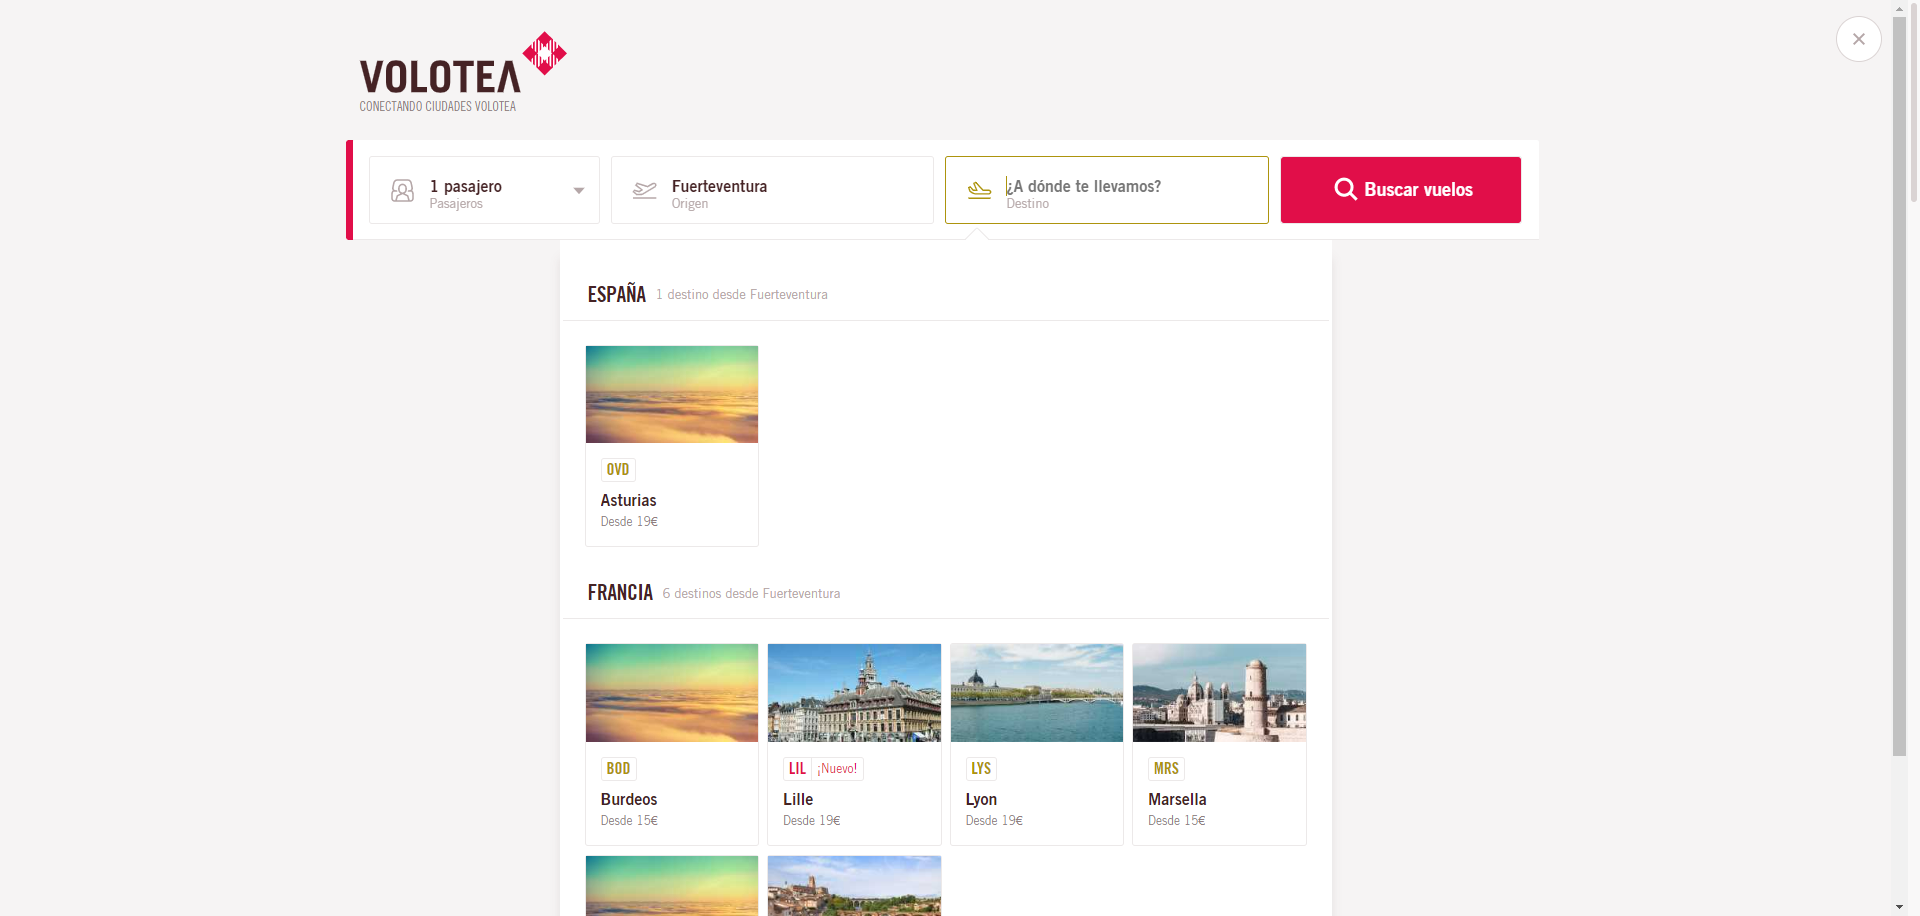 VOLOTEA
CONECTANDO CIUDADES VOLOTEA
1 pasajero
Pasajeros
Fuerteventura
Origen
¿A dónde te llevamos?
Destino
Buscar vuelos
ESPAÑA 1 destino desde Fuerteventura
OVD
Asturias
Desde 19€
FRANCIA 6 destinos desde Fuerteventura
BOD
Burdeos
Desde 15€
LIL ¡Nuevo!
Lille
Desde 19€
LYS
Lyon
Desde 19€
MRS
Marsella
Desde 15€